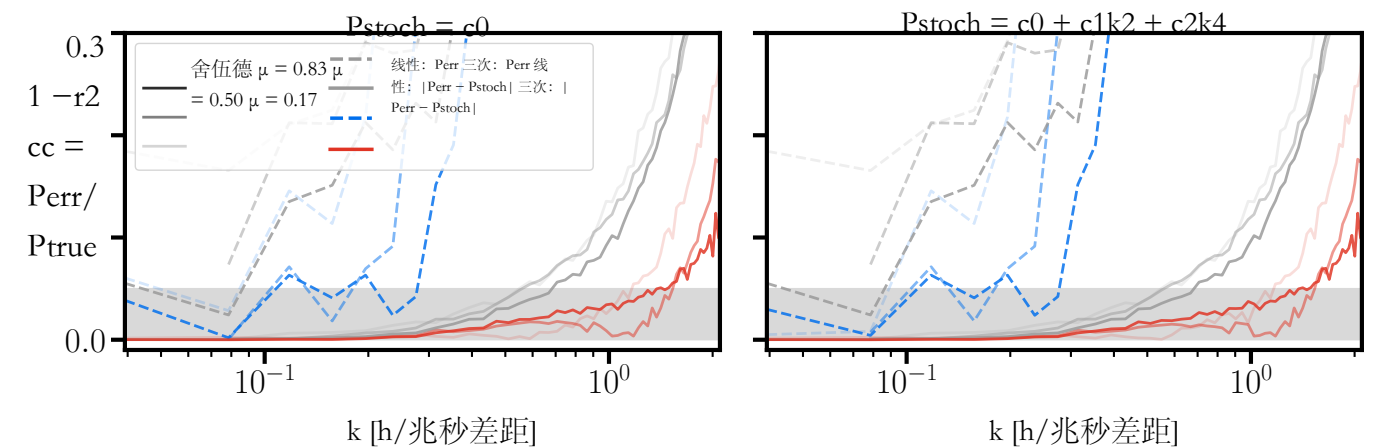 Pstoch = c0
Pstoch = c0 + c1k2 + c2k4
0.3
1 −r2
cc =
Perr/
Ptrue
0.0
舍伍德 μ = 0.83 μ
= 0.50 μ = 0.17
线性：Perr 三次：Perr 线
性：|Perr − Pstoch| 三次：|
Perr − Pstoch|
10−1
100
10−1
100
k [h/兆秒差距]
k [h/兆秒差距]